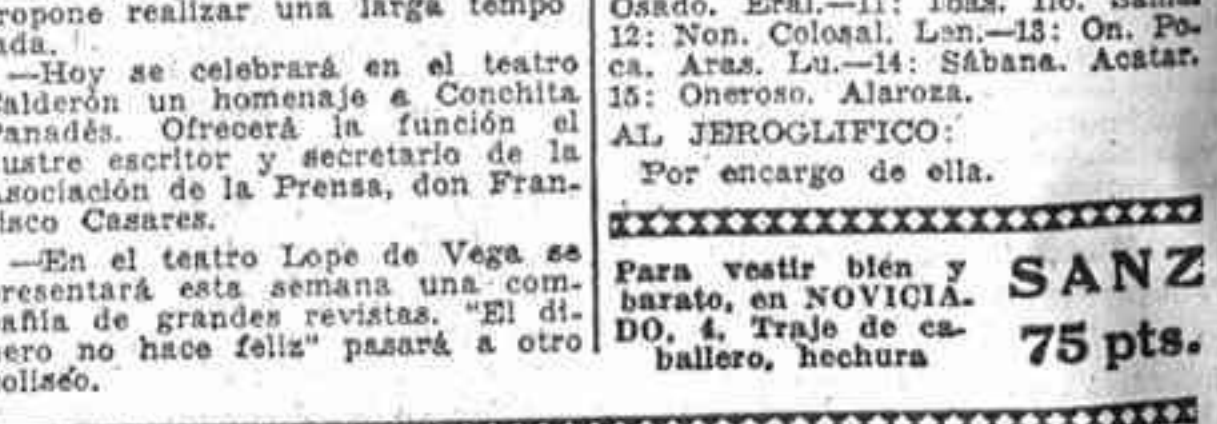 ropone realizar una larga tempo
ada.
—Hoy se celebrará en el teatro
alderón un homenaje a Conchita
anadés. Ofrecerá la función el
ustre escritor y secretario de la
sociación de la Prensa, don Fran-
isco Casares.
—En el teatro Lope de Vega se
resentará esta semana una com-
añía de grandes revistas. "El di-
ero no hace feliz" pasará a otro
oliseo.
Osado. Eral.—11:
12: Non. Colosal. Len.—13: On. Po-
ca. Aras. Lu.—14: Sábana. Acatar.
15: Oneroso. Alaroza.
AL JEROGLIFICO:
Por encargo de ella.
Para vestir bien y
barato, en NOVICIA-
DO, 4. Traje de ca-
ballero, hechura
SANZ
75 pts.